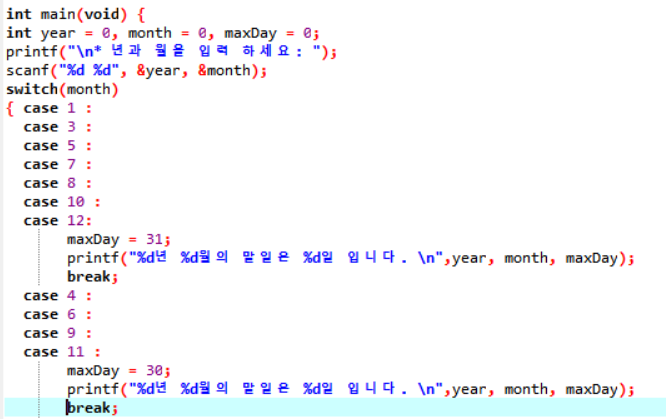 int main(void) {
int year = 0, month = 0, maxDay = 0;
printf("\n* 년과 월을 입력 하세요: ");
scanf("%d %d", &year, &month);
switch(month)
{ case 1 :
case 3 :
case 5 :
case 7 :
case 8 :
case 10 :
case 12:
maxDay = 31;
printf("%d년 %d월의 말일은 %d일 입니다. \n",year, month, maxDay);
break;
case 4 :
case 6 :
case 9 :
case 11 :
maxDay = 30;
printf("%d년 %d월의 말일은 %d일 입니다. \n",year, month, maxDay);
break;